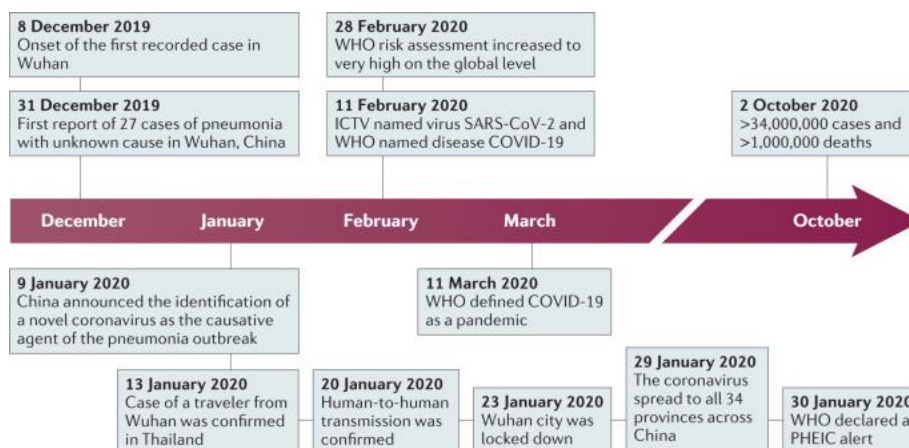 8 December 2019
Onset of the first recorded case in
Wuhan
31 December 2019
First report of 27 cases of pneumonia
with unknown cause in Wuhan, China
28 February 2020
WHO risk assessment increased to
very high on the global level
11 February 2020
ICTV named virus SARS-CoV-2 and
WHO named disease COVID-19
2 October 2020
>34,000,000 cases and
>1,000,000 deaths
December January February March October
9 January 2020
China announced the identification of
a novel coronavirus as the causative
agent of the pneumonia outbreak
11 March 2020
WHO defined COVID-19
as a pandemic
13 January 2020
Case of a traveler from
Wuhan was confirmed
in Thailand
20 January 2020
Human-to-human
transmission was
confirmed
23 January 2020
Wuhan city was
locked down
29 January 2020
The coronavirus
spread to all 34
provinces across
China
30 January 2020
WHO declared a
PHEIC alert